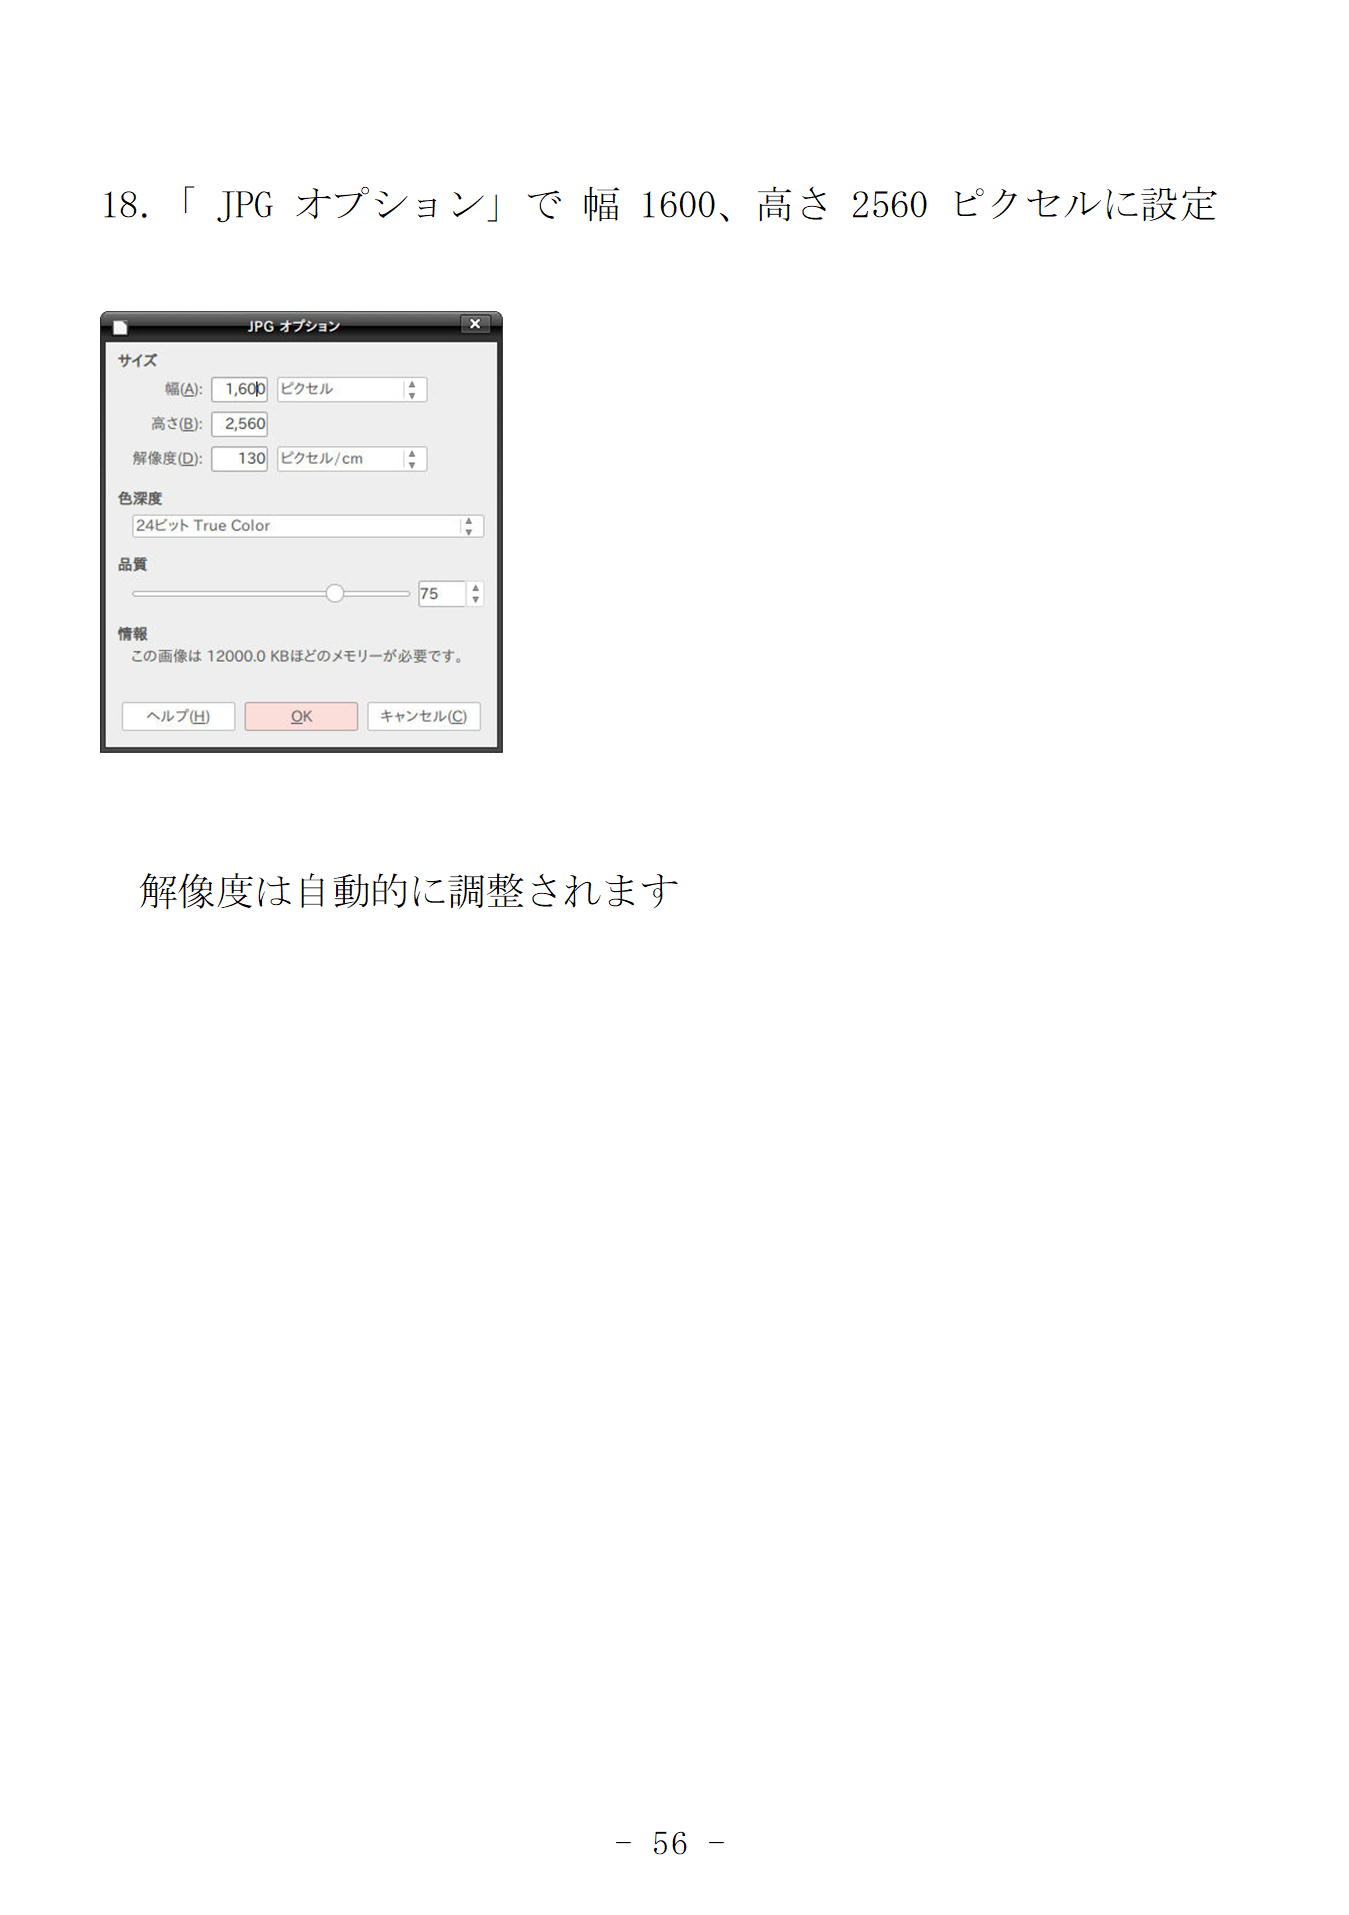 18.「 JPG オプション」で 幅 1600、高さ 2560 ピクセルに設定
JPG オプション
サイズ
幅(A): 1,600 ピクセル
高さ(B): 2,560
解像度(D): 130 ピクセル/cm
色深度
24ビット True Color
品質
75
情報
この画像は 12000.0 KBほどのメモリーが必要です。
ヘルプ(H) OK キャンセル(C)
解像度は自動的に調整されます
- 56 -